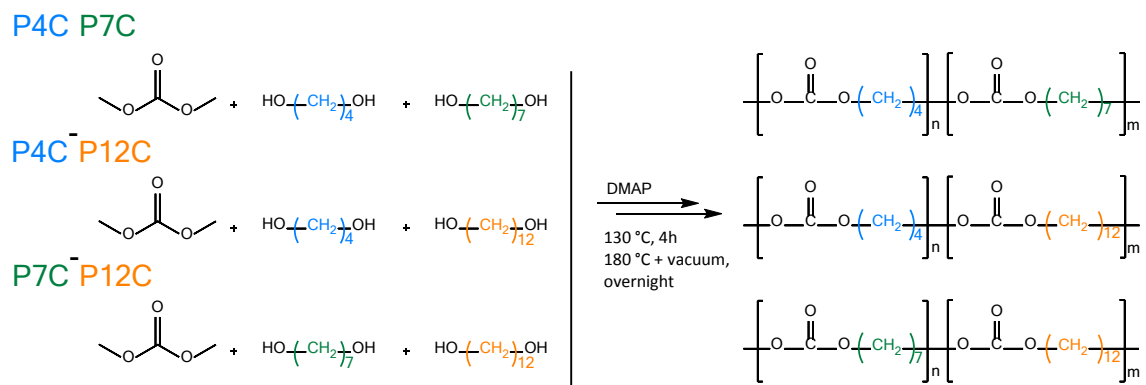 P4C P7C
O
O O + HO(CH2)4OH + HO(CH2)7OH
O O
[O C O (CH2)4]n [O C O (CH2)7]m
P4C-P12C
O
O O + HO(CH2)4OH + HO(CH2)12OH
DMAP
130 °C, 4h
180 °C + vacuum,
overnight
O O
[O C O (CH2)4]n [O C O (CH2)12]m
P7C-P12C
O
O O + HO(CH2)7OH + HO(CH2)12OH
O O
[O C O (CH2)7]n [O C O (CH2)12]m